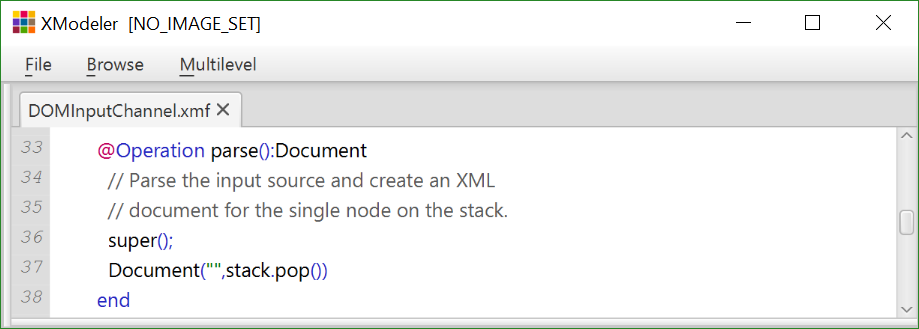 XModeler [NO_IMAGE_SET]
File Browse Multilevel
DOMInputChannel.xmf
33 @Operation parse():Document
34 // Parse the input source and create an XML
35 // document for the single node on the stack.
36 super();
37 Document("",stack.pop())
38 end